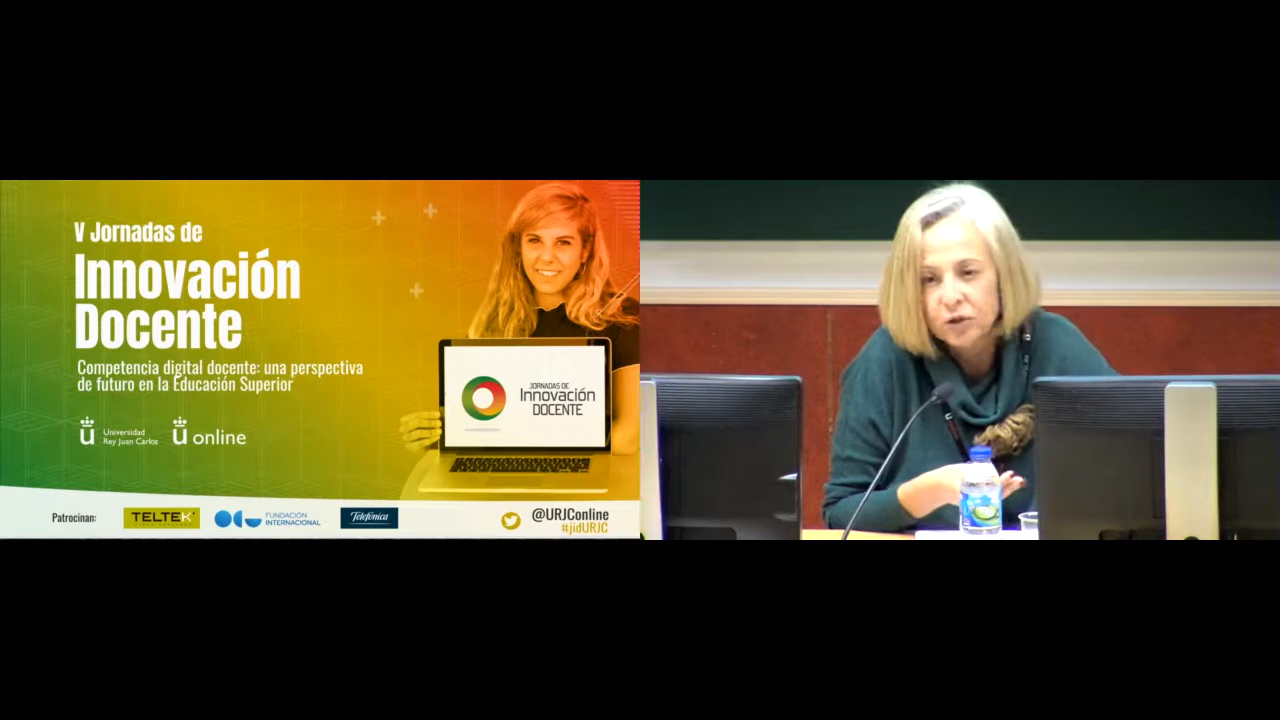 V Jornadas de
Innovación
Docente
Competencia digital docente: una perspectiva
de futuro en la Educación Superior
JORNADAS DE
Innovación
DOCENTE
ü Universidad
Rey Juan Carlos
ü online
Patrocinan:
TELTEK
FUNDACIÓN
INTERNACIONAL
Telefónica
@URJConline
#jidURJC